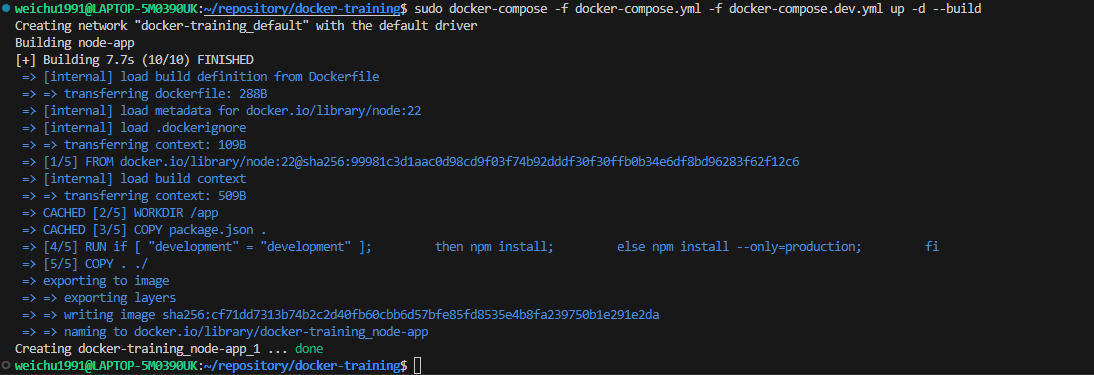 weichu1991@LAPTOP-5M0390UK:~/repository/docker-training$ sudo docker-compose -f docker-compose.yml -f docker-compose.dev.yml up -d --build
Creating network "docker-training_default" with the default driver
Building node-app
[+] Building 7.7s (10/10) FINISHED
=> [internal] load build definition from Dockerfile
=> => transferring dockerfile: 288B
=> [internal] load metadata for docker.io/library/node:22
=> [internal] load .dockerignore
=> => transferring context: 109B
=> [1/5] FROM docker.io/library/node:22@sha256:99981c3d1aac0d98cd9f03f74b92dddf30f30ffb0b34e6df8bd96283f62f12c6
=> [internal] load build context
=> => transferring context: 509B
=> CACHED [2/5] WORKDIR /app
=> CACHED [3/5] COPY package.json .
=> [4/5] RUN if [ "development" = "development" ];         then npm install;         else npm install --only=production;         fi
=> [5/5] COPY . ./
=> exporting to image
=> => exporting layers
=> => writing image sha256:cf71dd7313b74b2c2d40fb60cbb6d57bfe85fd8535e4b8fa239750b1e291e2da
=> => naming to docker.io/library/docker-training_node-app
Creating docker-training_node-app_1 ... done
weichu1991@LAPTOP-5M0390UK:~/repository/docker-training$